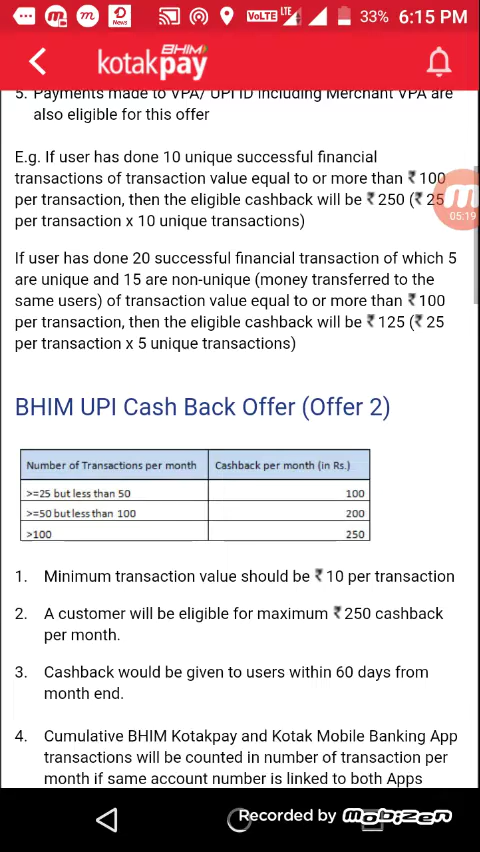 News
VoLTE
LTE
33% 6:15 PM
BHIM
kotakpay
5. Payments made to VPA/ UPI ID including Merchant VPA are
also eligible for this offer
E.g. If user has done 10 unique successful financial
transactions of transaction value equal to or more than ₹ 100
per transaction, then the eligible cashback will be ₹ 250 (₹ 25
per transaction x 10 unique transactions)
05:19
If user has done 20 successful financial transaction of which 5
are unique and 15 are non-unique (money transferred to the
same users) of transaction value equal to or more than ₹ 100
per transaction, then the eligible cashback will be ₹ 125 (₹ 25
per transaction x 5 unique transactions)
BHIM UPI Cash Back Offer (Offer 2)
Number of Transactions per month Cashback per month (in Rs.)
>=25 but less than 50 100
>=50 but less than 100 200
>100 250
1. Minimum transaction value should be ₹ 10 per transaction
2. A customer will be eligible for maximum ₹ 250 cashback
per month.
3. Cashback would be given to users within 60 days from
month end.
4. Cumulative BHIM Kotakpay and Kotak Mobile Banking App
transactions will be counted in number of transaction per
month if same account number is linked to both Apps
Recorded by mobizen